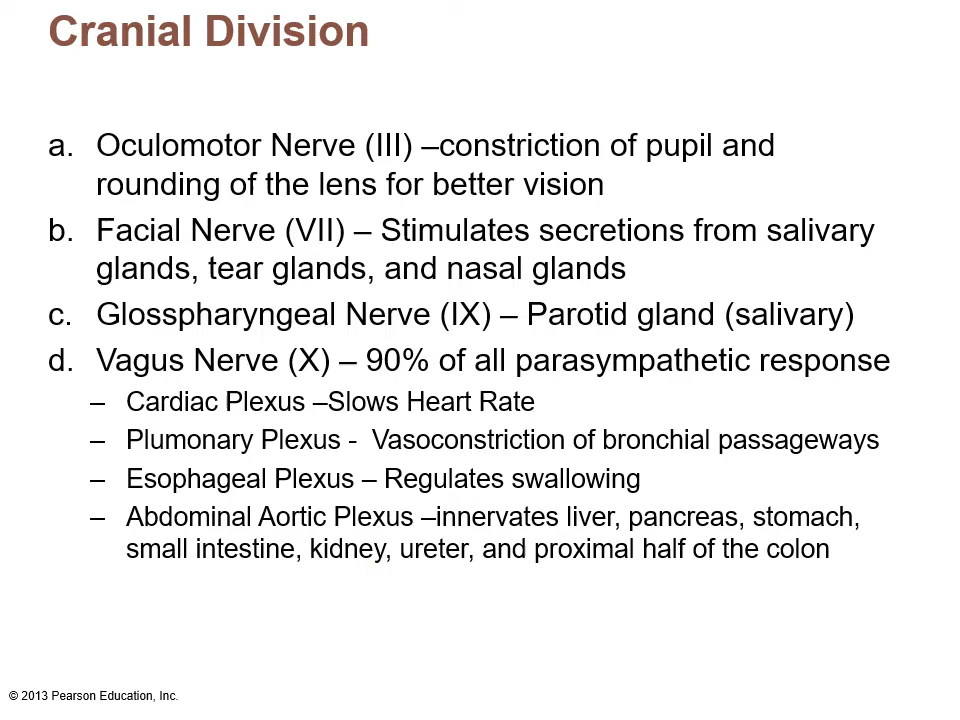 Cranial Division
a. Oculomotor Nerve (III) –constriction of pupil and
rounding of the lens for better vision
b. Facial Nerve (VII) – Stimulates secretions from salivary
glands, tear glands, and nasal glands
c. Glosspharyngeal Nerve (IX) – Parotid gland (salivary)
d. Vagus Nerve (X) – 90% of all parasympathetic response
– Cardiac Plexus –Slows Heart Rate
– Plumonary Plexus - Vasoconstriction of bronchial passageways
– Esophageal Plexus – Regulates swallowing
– Abdominal Aortic Plexus –innervates liver, pancreas, stomach,
small intestine, kidney, ureter, and proximal half of the colon
© 2013 Pearson Education, Inc.